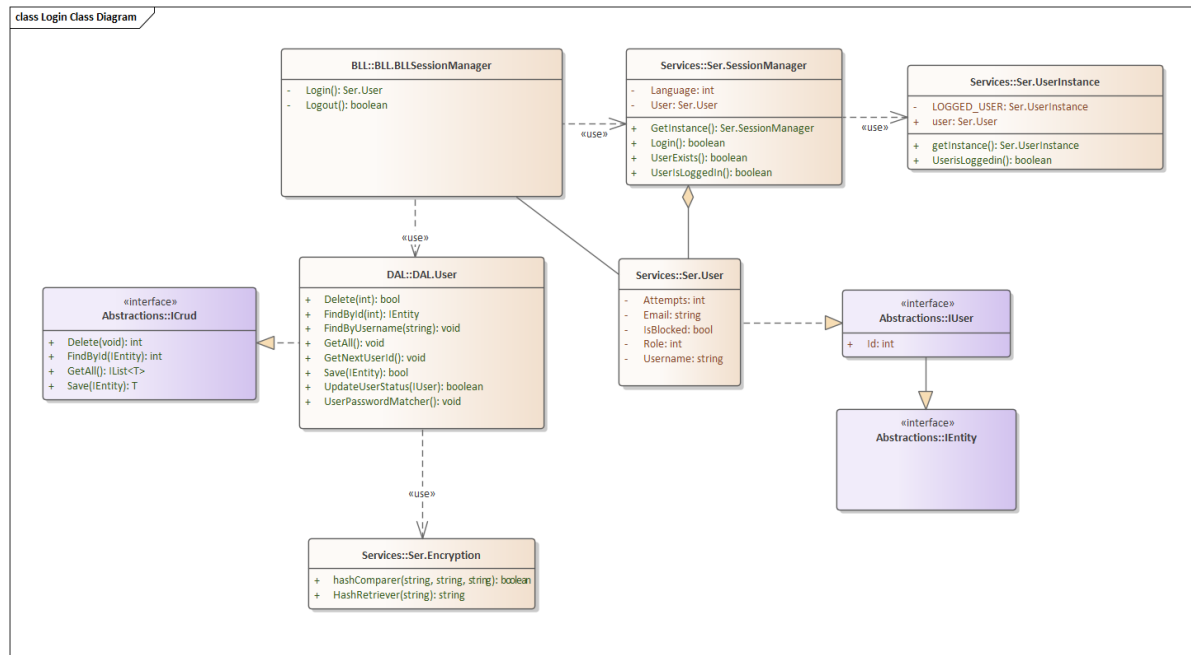 class Login Class Diagram
BLL::BLL.BLLSessionManager
- Login(): Ser.User
- Logout(): boolean
Services::Ser.SessionManager
- Language: int
- User: Ser.User
+ GetInstance(): Ser.SessionManager
+ Login(): boolean
+ UserExists(): boolean
+ UserIsLoggedIn(): boolean
Services::Ser.UserInstance
- LOGGED_USER: Ser.UserInstance
+ user: Ser.User
+ getInstance(): Ser.UserInstance
+ UserisLoggedin(): boolean
«use»
«use»
«use»
DAL::DAL.User
+ Delete(int): bool
+ FindById(int): IEntity
+ FindByUsername(string): void
+ GetAll(): void
+ GetNextUserId(): void
+ Save(IEntity): bool
+ UpdateUserStatus(IUser): boolean
+ UserPasswordMatcher(): void
Services::Ser.User
- Attempts: int
- Email: string
- IsBlocked: bool
- Role: int
- Username: string
«interface»
Abstractions::ICrud
+ Delete(void): int
+ FindById(IEntity): int
+ GetAll(): IList<T>
+ Save(IEntity): T
«interface»
Abstractions::IUser
+ Id: int
«interface»
Abstractions::IEntity
«use»
Services::Ser.Encryption
+ hashComparer(string, string, string): boolean
+ HashRetriever(string): string